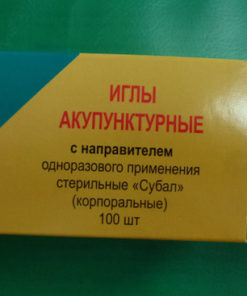 ИГЛЫ
АКУПУНКТУРНЫЕ
с направителем
одноразового применения
стерильные «Субал»
(корпоральные)
100 шт